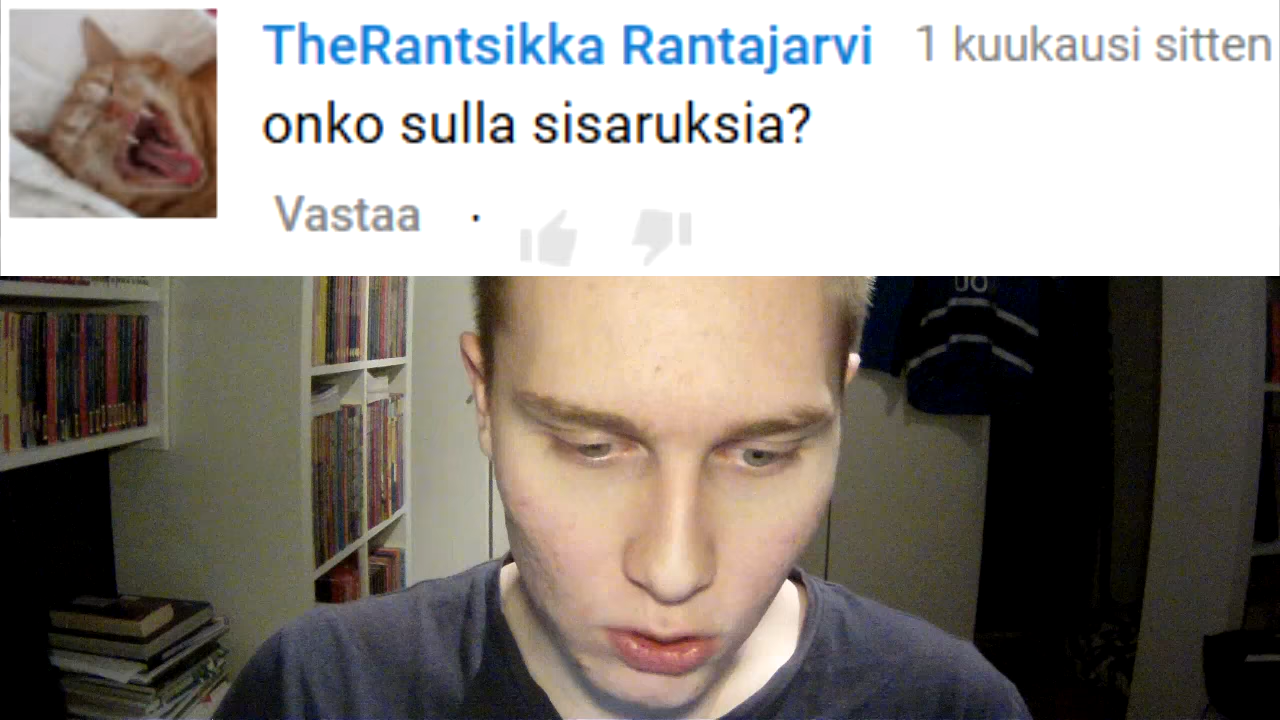 TheRantsikka Rantajarvi 1 kuukausi sitten
onko sulla sisaruksia?
Vastaa ·